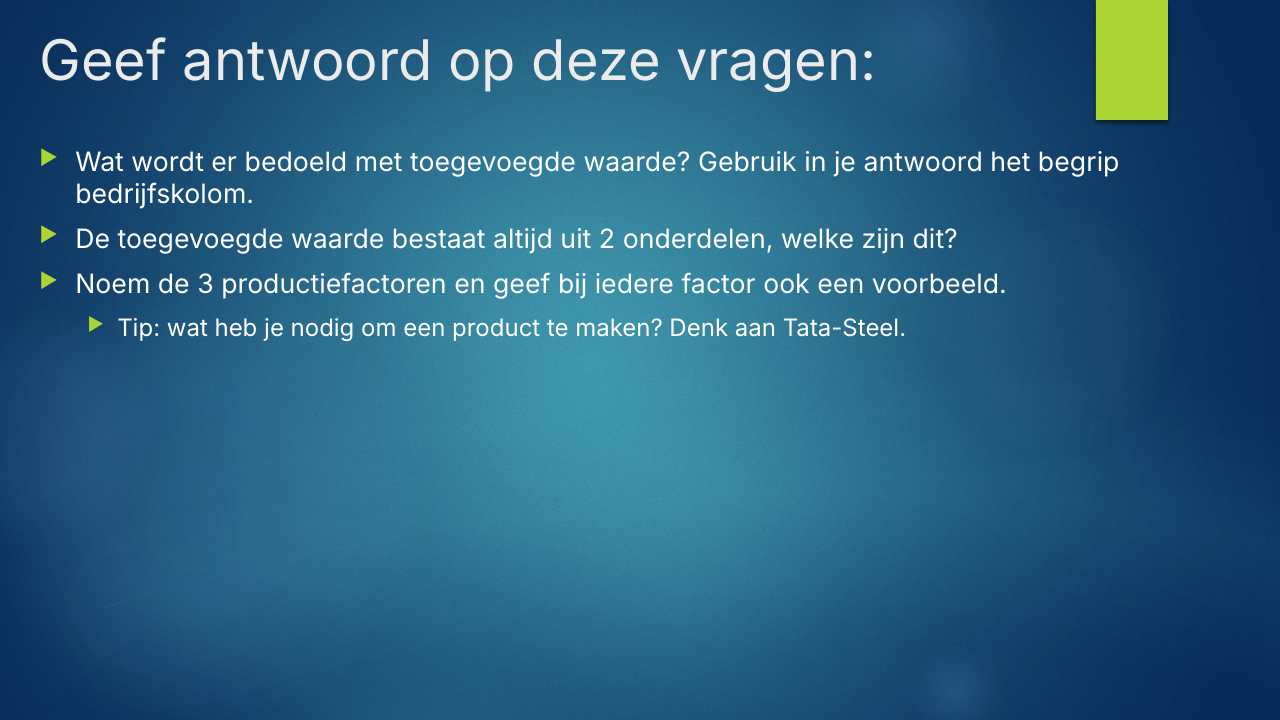 Geef antwoord op deze vragen:
Wat wordt er bedoeld met toegevoegde waarde? Gebruik in je antwoord het begrip
bedrijfskolom.
De toegevoegde waarde bestaat altijd uit 2 onderdelen, welke zijn dit?
Noem de 3 productiefactoren en geef bij iedere factor ook een voorbeeld.
Tip: wat heb je nodig om een product te maken? Denk aan Tata-Steel.